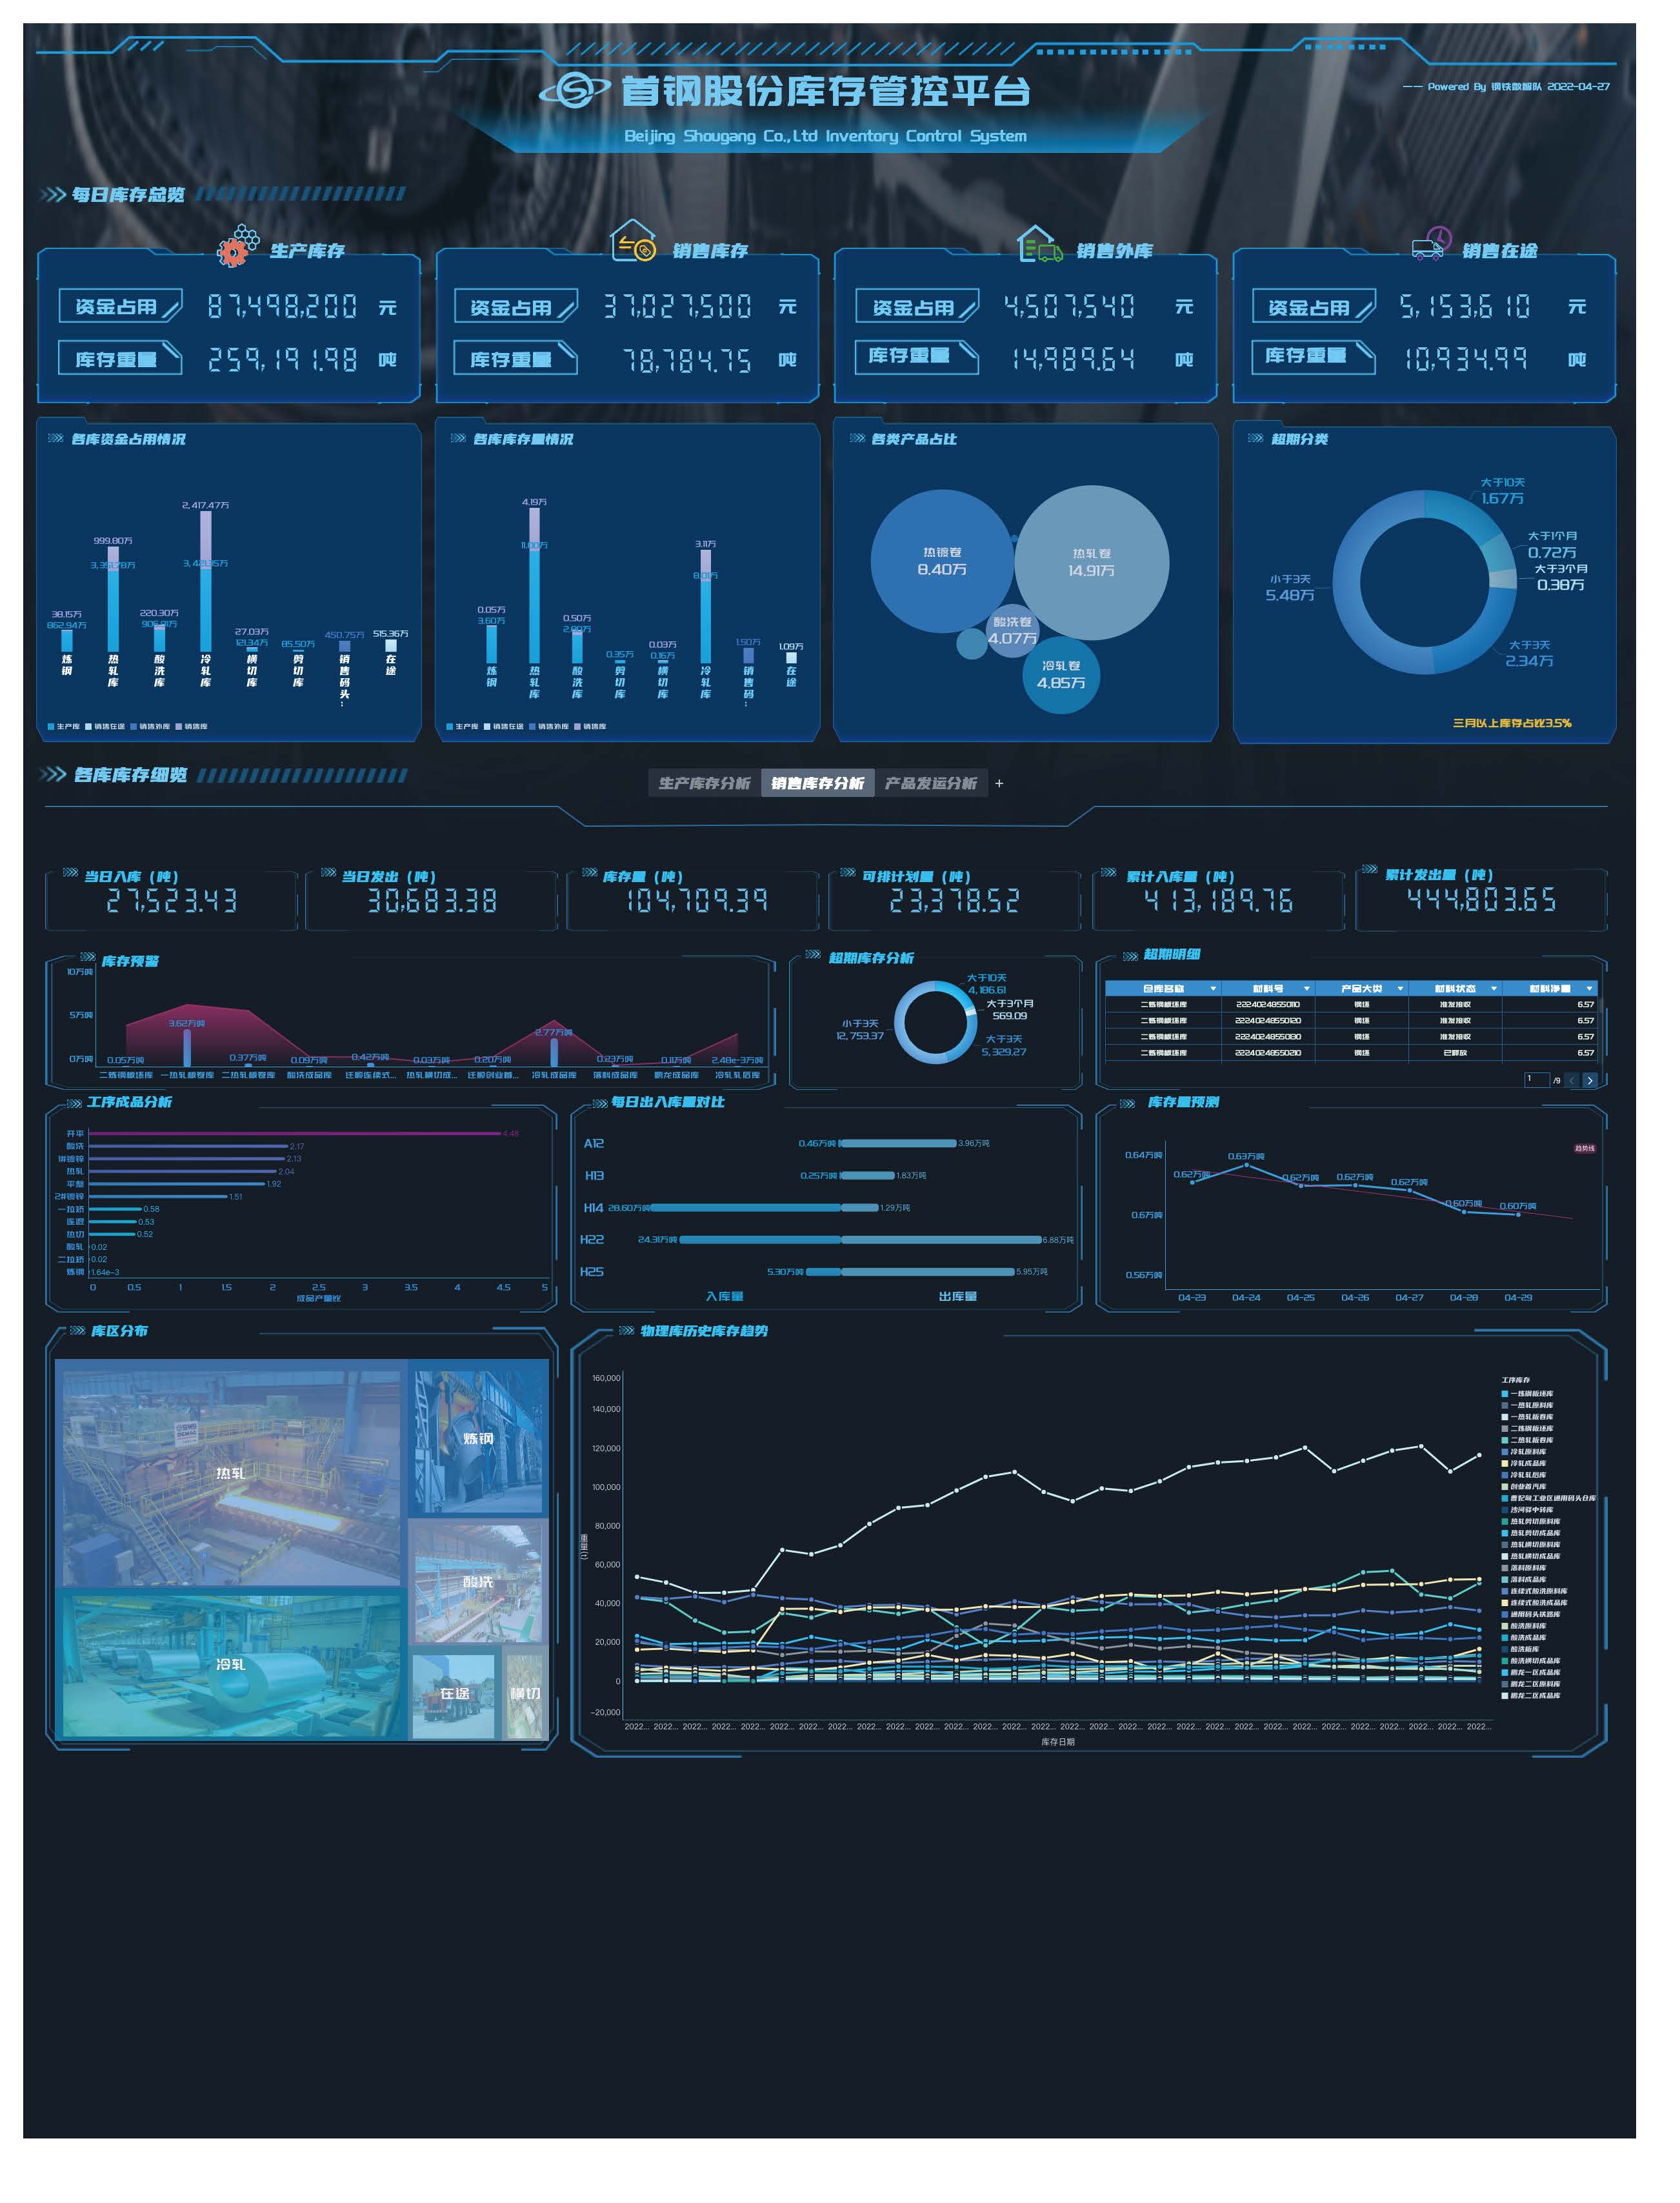 首钢股份库存管控平台
—— Powered By 钢铁数智队 2022-04-27
Beijing Shougang Co.,Ltd Inventory Control System
每日库存总览
生产库存
资金占用 87,498,200 元
库存重量 259,191.98 吨
销售库存
资金占用 37,027,500 元
库存重量 78,784.75 吨
销售外库
资金占用 4,507,540 元
库存重量 14,989.64 吨
销售在途
资金占用 5,153,610 元
库存重量 10,934.99 吨
各库资金占用情况
2,417.47万
999.80万
38.15万
862.94万
220.30万
27.03万
121.34万
85.50万
450.75万
515.36万
炼钢
热轧库
酸洗库
冷轧库
横切库
剪切库
销售码头…
在途
生产库 销售在途 销售外库 销售库
各库库存量情况
4.19万
3.11万
0.05万
3.60万
0.50万
0.35万
0.03万
0.16万
1.50万
1.09万
炼钢
热轧库
酸洗库
剪切库
横切库
冷轧库
销售码…
在途
生产库 销售在途 销售外库 销售库
各类产品占比
热镀卷
8.40万
热轧卷
14.91万
酸洗卷
4.07万
冷轧卷
4.85万
超期分类
大于10天
1.67万
大于1个月
0.72万
大于3个月
0.38万
小于3天
5.48万
大于3天
2.34万
三月以上库存占比3.5%
各库库存细览
生产库存分析 销售库存分析 产品发运分析 +
当日入库（吨）
27,523.43
当日发出（吨）
30,683.38
库存量（吨）
104,709.39
可排计划量（吨）
23,378.52
累计入库量（吨）
413,189.76
累计发出量（吨）
444,803.65
库存预警
10万吨
5万吨
0万吨
3.62万吨
2.77万吨
0.05万吨 0.37万吨 0.09万吨 0.42万吨 0.03万吨 0.20万吨 0.23万吨 0.11万吨 2.48e-3万吨
二炼钢板坯库 一热轧板卷库 二热轧板卷库 酸洗成品库 迁顺连续式... 热轧横切成... 迁顺创业首... 冷轧成品库 落料成品库 鹏龙成品库 冷轧轧后库
超期库存分析
大于10天
4,186.61
大于3个月
569.09
小于3天
12,753.37
大于3天
5,329.27
超期明细
仓库名称 材料号 产品大类 材料状态 材料净重
二炼钢板坯库 22240248550110 钢坯 准发接收 6.57
二炼钢板坯库 22240248550120 钢坯 准发接收 6.57
二炼钢板坯库 22240248550130 钢坯 准发接收 6.57
二炼钢板坯库 22240248550210 钢坯 已释放 6.57
1 /9
工序成品分析
开平 4.48
酸洗 2.17
1#镀锌 2.13
热轧 2.04
平整 1.92
2#镀锌 1.51
一拉矫 0.58
连退 0.53
热切 0.52
酸轧 0.02
二拉矫 0.02
炼钢 1.64e-3
0 0.5 1 1.5 2 2.5 3 3.5 4 4.5 5
成品产量比
每日出入库量对比
A12 0.46万吨 3.96万吨
H13 0.25万吨 1.83万吨
H14 28.60万吨 1.29万吨
H22 24.31万吨 6.88万吨
H25 5.30万吨 5.95万吨
入库量 出库量
库存量预测
趋势线
0.64万吨
0.6万吨
0.56万吨
0.62万吨 0.63万吨 0.62万吨 0.62万吨 0.62万吨 0.60万吨 0.60万吨
04-23 04-24 04-25 04-26 04-27 04-28 04-29
库区分布
热轧
炼钢
酸洗
冷轧
在途
横切
物理库历史库存趋势
160,000
140,000
120,000
100,000
80,000
60,000
40,000
20,000
0
-20,000
重量(t)
2022... 2022... 2022... 2022... 2022... 2022... 2022... 2022... 2022... 2022... 2022... 2022... 2022... 2022... 2022... 2022... 2022... 2022... 2022... 2022... 2022... 2022... 2022... 2022... 2022... 2022... 2022... 2022... 2022... 2022...
库存日期
工序库存
一炼钢板坯库
一热轧原料库
一热轧板卷库
二炼钢板坯库
二热轧板卷库
冷轧原料库
冷轧成品库
冷轧轧后库
创业首汽库
曹妃甸工业区通用码头仓库
沙河驿中转库
热轧剪切原料库
热轧剪切成品库
热轧横切原料库
热轧横切成品库
落料原料库
落料成品库
连续式酸洗原料库
连续式酸洗成品库
通用码头铁路库
酸洗原料库
酸洗成品库
酸洗板库
酸洗横切成品库
鹏龙一区成品库
鹏龙二区原料库
鹏龙二区成品库